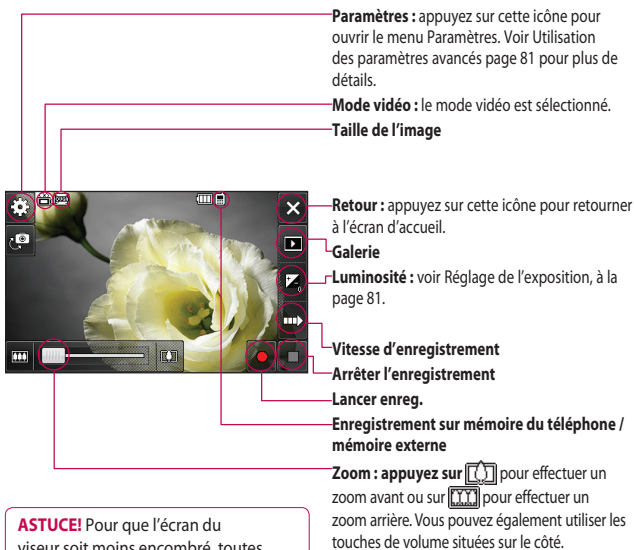 Paramètres : appuyez sur cette icône pour
ouvrir le menu Paramètres. Voir Utilisation
des paramètres avancés page 81 pour plus de
détails.
Mode vidéo : le mode vidéo est sélectionné.
Taille de l’image
Retour : appuyez sur cette icône pour retourner
à l’écran d’accueil.
Galerie
Luminosité : voir Réglage de l’exposition, à la
page 81.
Vitesse d’enregistrement
Arrêter l’enregistrement
Lancer enreg.
Enregistrement sur mémoire du téléphone /
mémoire externe
Zoom : appuyez sur pour effectuer un
zoom avant ou sur pour effectuer un
zoom arrière. Vous pouvez également utiliser les
touches de volume situées sur le côté.
ASTUCE! Pour que l’écran du
viseur soit moins encombré, toutes